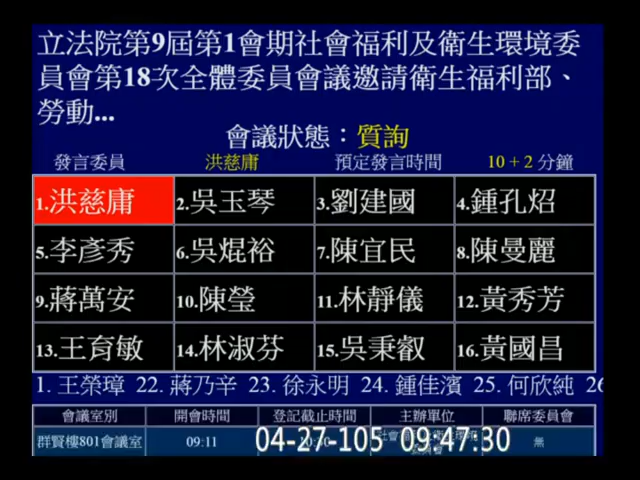 立法院第9屆第1會期社會福利及衛生環境委
員會第18次全體委員會議邀請衛生福利部、
勞動...
會議狀態：質詢
發言委員 洪慈庸 預定發言時間 10 + 2 分鐘
1.洪慈庸 2.吳玉琴 3.劉建國 4.鍾孔炤
5.李彥秀 6.吳焜裕 7.陳宜民 8.陳曼麗
9.蔣萬安 10.陳瑩 11.林靜儀 12.黃秀芳
13.王育敏 14.林淑芬 15.吳秉叡 16.黃國昌
1. 王榮璋 22. 蔣乃辛 23. 徐永明 24. 鍾佳濱 25. 何欣純 26
會議室別 開會時間 登記截止時間 主辦單位 聯席委員會
群賢樓801會議室 09:11 無
04-27-105 09:47:30